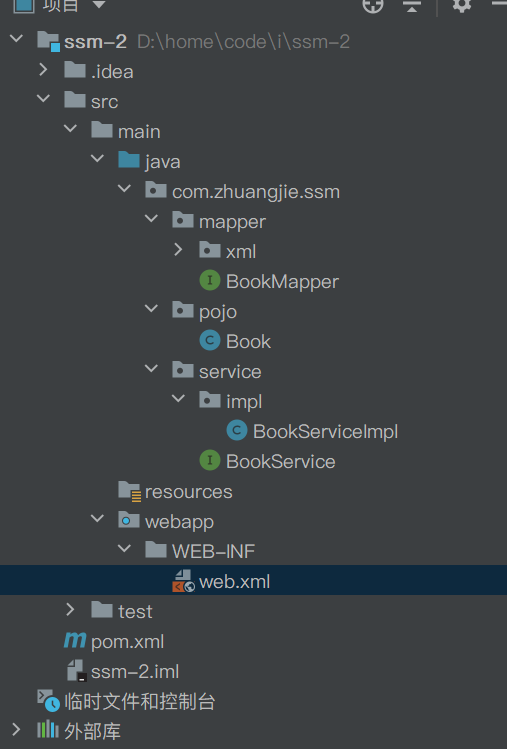 项目
ssm-2 D:\home\code\i\ssm-2
.idea
src
main
java
com.zhuangjie.ssm
mapper
xml
BookMapper
pojo
Book
service
impl
BookServiceImpl
BookService
resources
webapp
WEB-INF
web.xml
test
pom.xml
ssm-2.iml
临时文件和控制台
外部库